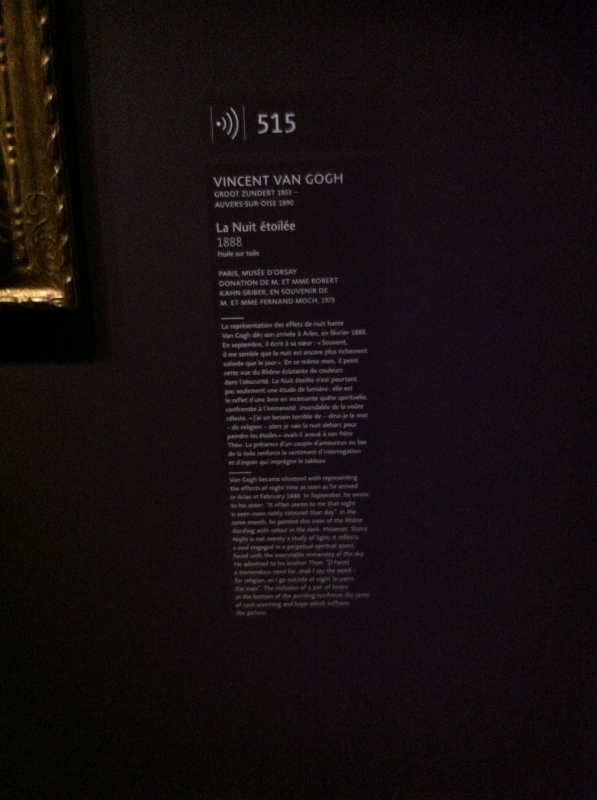 515
VINCENT VAN GOGH
GROOT ZUNDERT 1853 –
AUVERS-SUR-OISE 1890
La Nuit étoilée
1888
Huile sur toile
PARIS, MUSÉE D'ORSAY
DONATION DE M. ET MME ROBERT
KAHN-SRIBER, EN SOUVENIR DE
M. ET MME FERNAND MOCH, 1975
La représentation des effets de nuit hante
Van Gogh dès son arrivée à Arles, en février 1888.
En septembre, il écrit à sa sœur : « Souvent,
il me semble que la nuit est encore plus richement
colorée que le jour ». En ce même mois, il peint
cette vue du Rhône éclatante de couleurs
dans l'obscurité. La Nuit étoilée n'est pourtant
pas seulement une étude de lumière : elle est
le reflet d'une âme en incessante quête spirituelle,
confrontée à l'immensité insondable de la voûte
céleste. « J'ai un besoin terrible de – dirai-je le mot
– de religion – alors je vais la nuit dehors pour
peindre les étoiles » avait-il avoué à son frère
Théo. La présence d'un couple d'amoureux au bas
de la toile renforce le sentiment d'interrogation
et d'espoir qui imprègne le tableau.
Van Gogh became obsessed with representing
the effects of night time as soon as he arrived
in Arles in February 1888. In September, he wrote
to his sister: "It often seems to me that night
is even more richly coloured than day". In the
same month, he painted this view of the Rhône
dazzling with colour in the dark. However, Starry
Night is not merely a study of light; it reflects
a soul engaged in a perpetual spiritual quest,
faced with the inscrutable immensity of the sky.
He admitted to his brother Theo: "[I have]
a tremendous need for, shall I say the word –
for religion, so I go outside at night to paint
the stars". The inclusion of a pair of lovers
at the bottom of the painting reinforces the sense
of soul-searching and hope which suffuses
the picture.